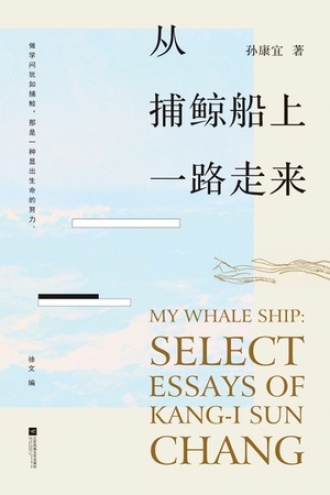 从
捕鲸船上
一路走来
孙康宜 著
做学问犹如捕鲸，那是一种显出生命的努力。
MY WHALE SHIP:
SELECT
ESSAYS OF
KANG-I SUN
CHANG
徐文 编